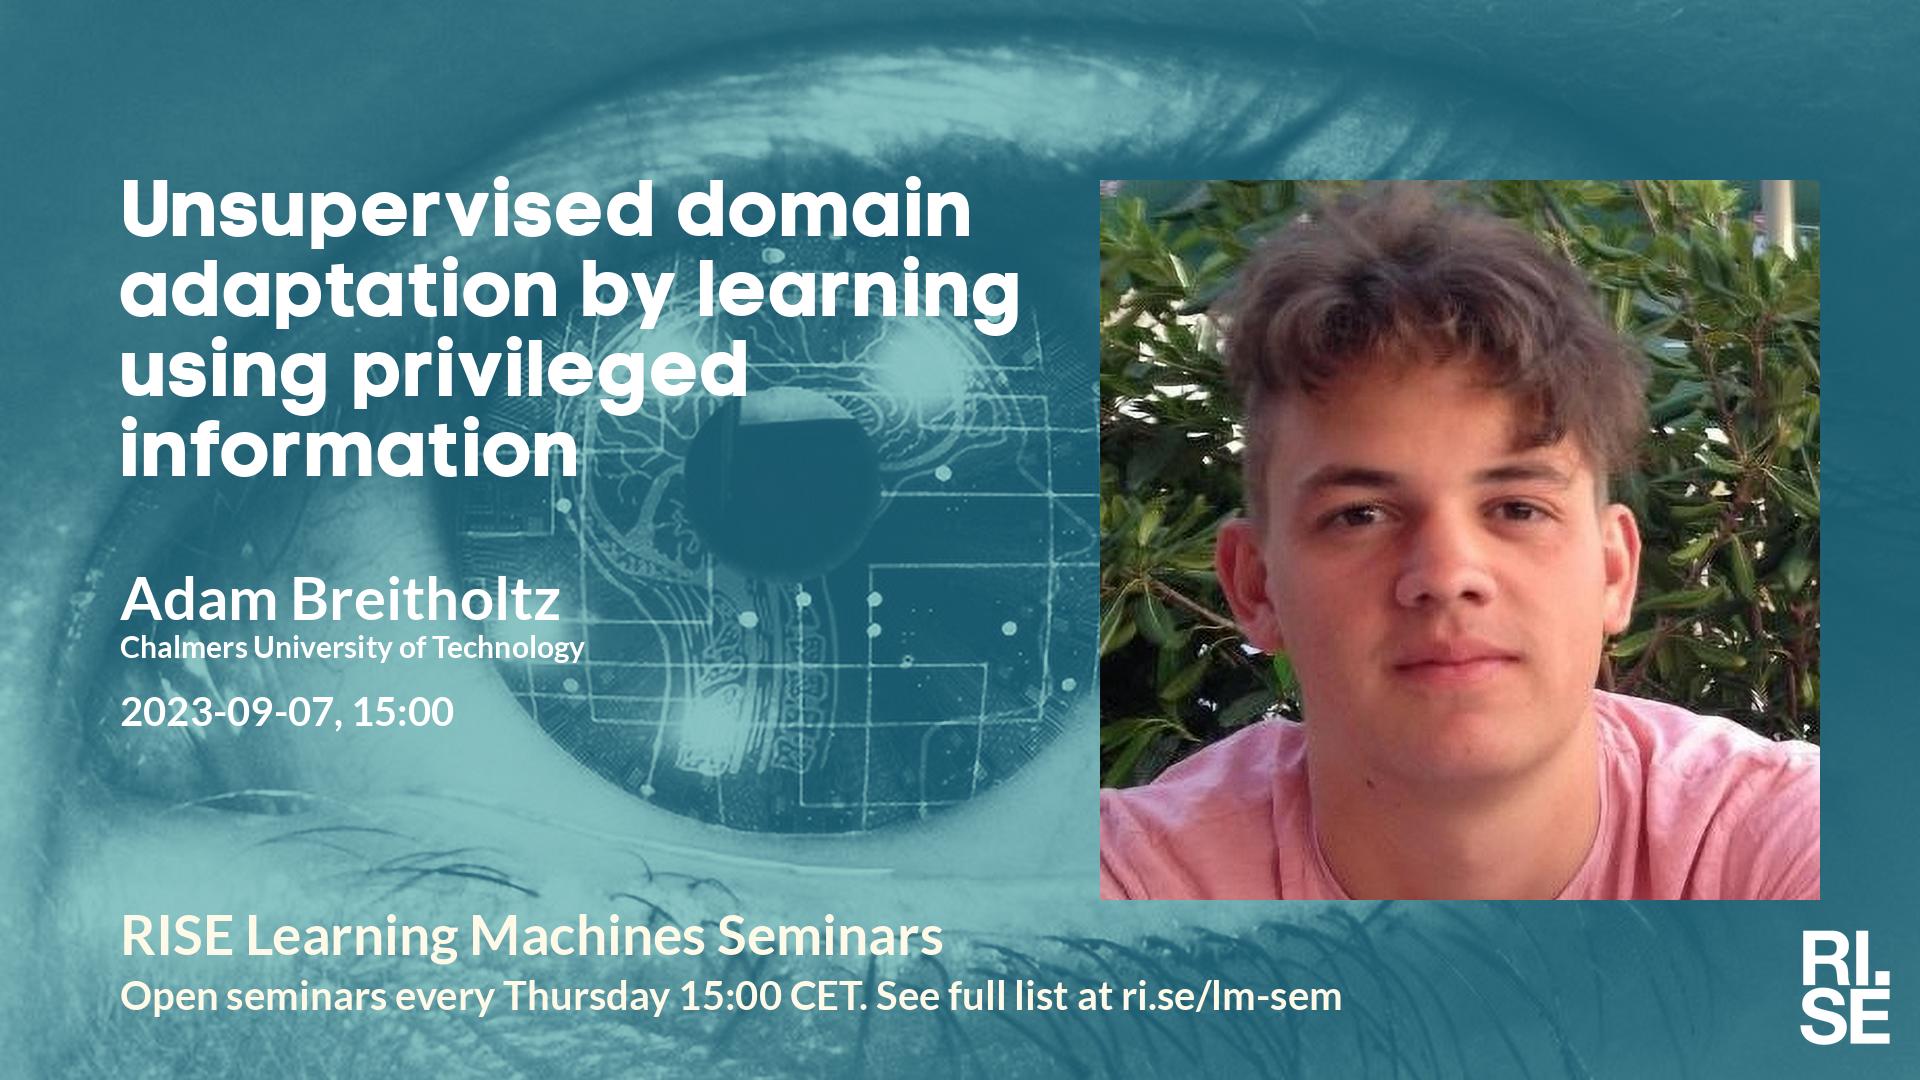 Unsupervised domain
adaptation by learning
using privileged
information
Adam Breitholtz
Chalmers University of Technology
2023-09-07, 15:00
RISE Learning Machines Seminars
Open seminars every Thursday 15:00 CET. See full list at ri.se/lm-sem
RI.
SE